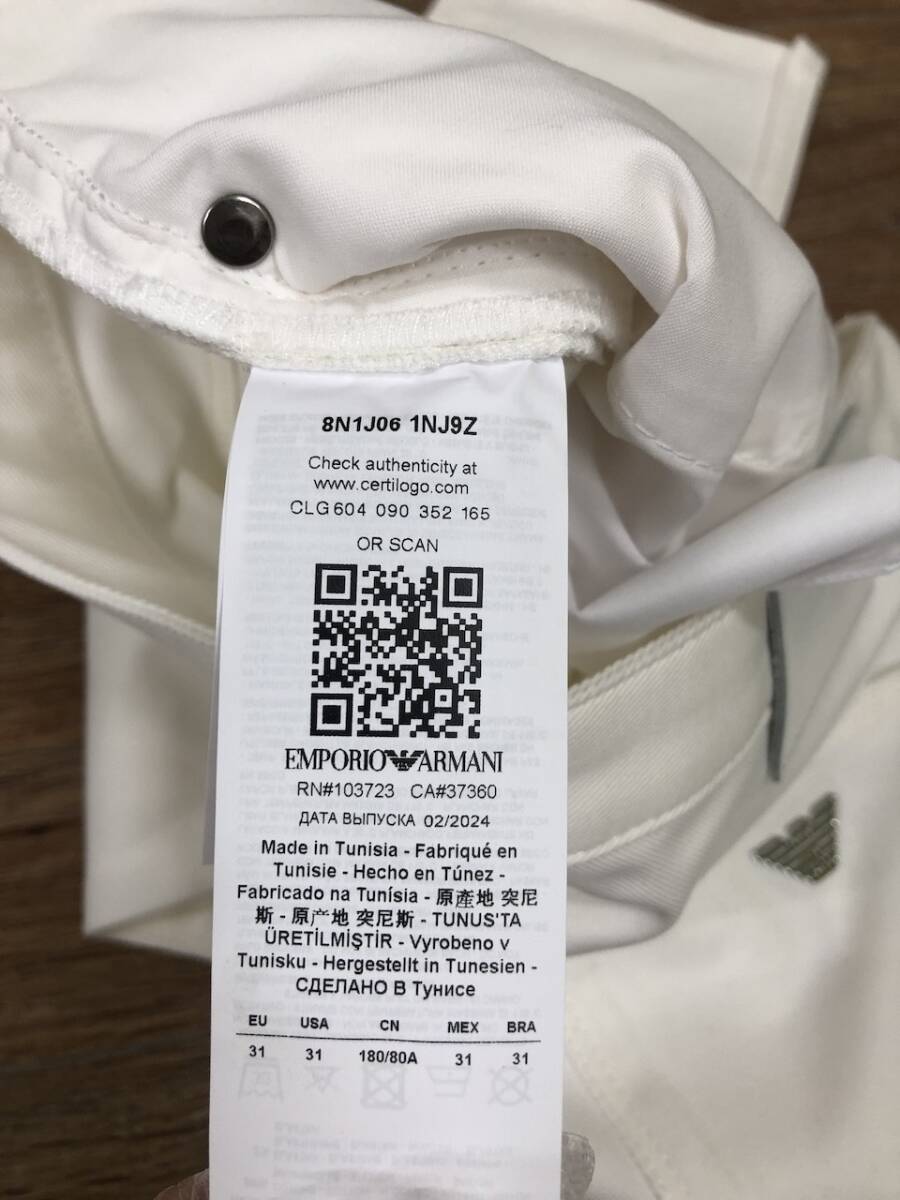 8N1J06 1NJ9Z
Check authenticity at
www.certilogo.com
CLG 604 090 352 165
OR SCAN
EMPORIO ARMANI
RN#103723 CA#37360
ДАТА ВЫПУСКА 02/2024
Made in Tunisia - Fabriqué en
Tunisie - Hecho en Túnez -
Fabricado na Tunísia - 原產地 突尼
斯 - 原产地 突尼斯 - TUNUS'TA
ÜRETİLMİŞTİR - Vyrobeno v
Tunisku - Hergestellt in Tunesien -
СДЕЛАНО В Тунисе
EU USA CN MEX BRA
31 31 180/80A 31 31